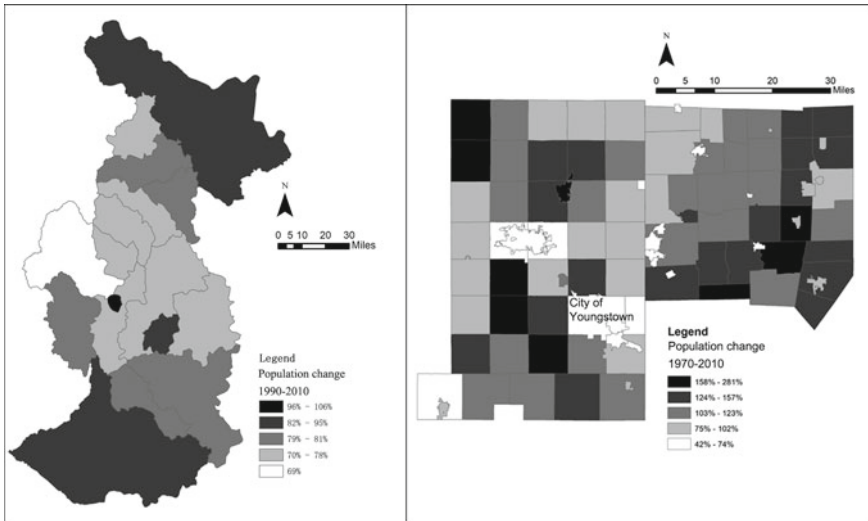 N
0 5 10 20 30
Miles
Legend
Population change
1990-2010
96% - 106%
82% - 95%
79% - 81%
70% - 78%
69%
N
0 5 10 20 30
Miles
City of
Youngstown
Legend
Population change
1970-2010
158% - 281%
124% - 157%
103% - 123%
75% - 102%
42% - 74%